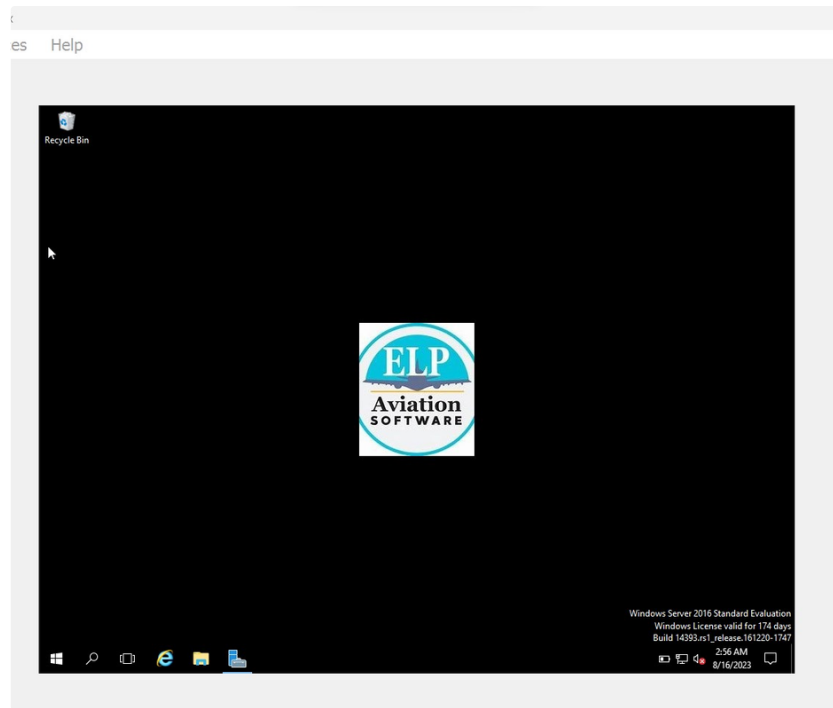 es Help
Recycle Bin
ELP
Aviation
SOFTWARE
Windows Server 2016 Standard Evaluation
Windows License valid for 174 days
Build 14393.rs1_release.161220-1747
2:56 AM
8/16/2023